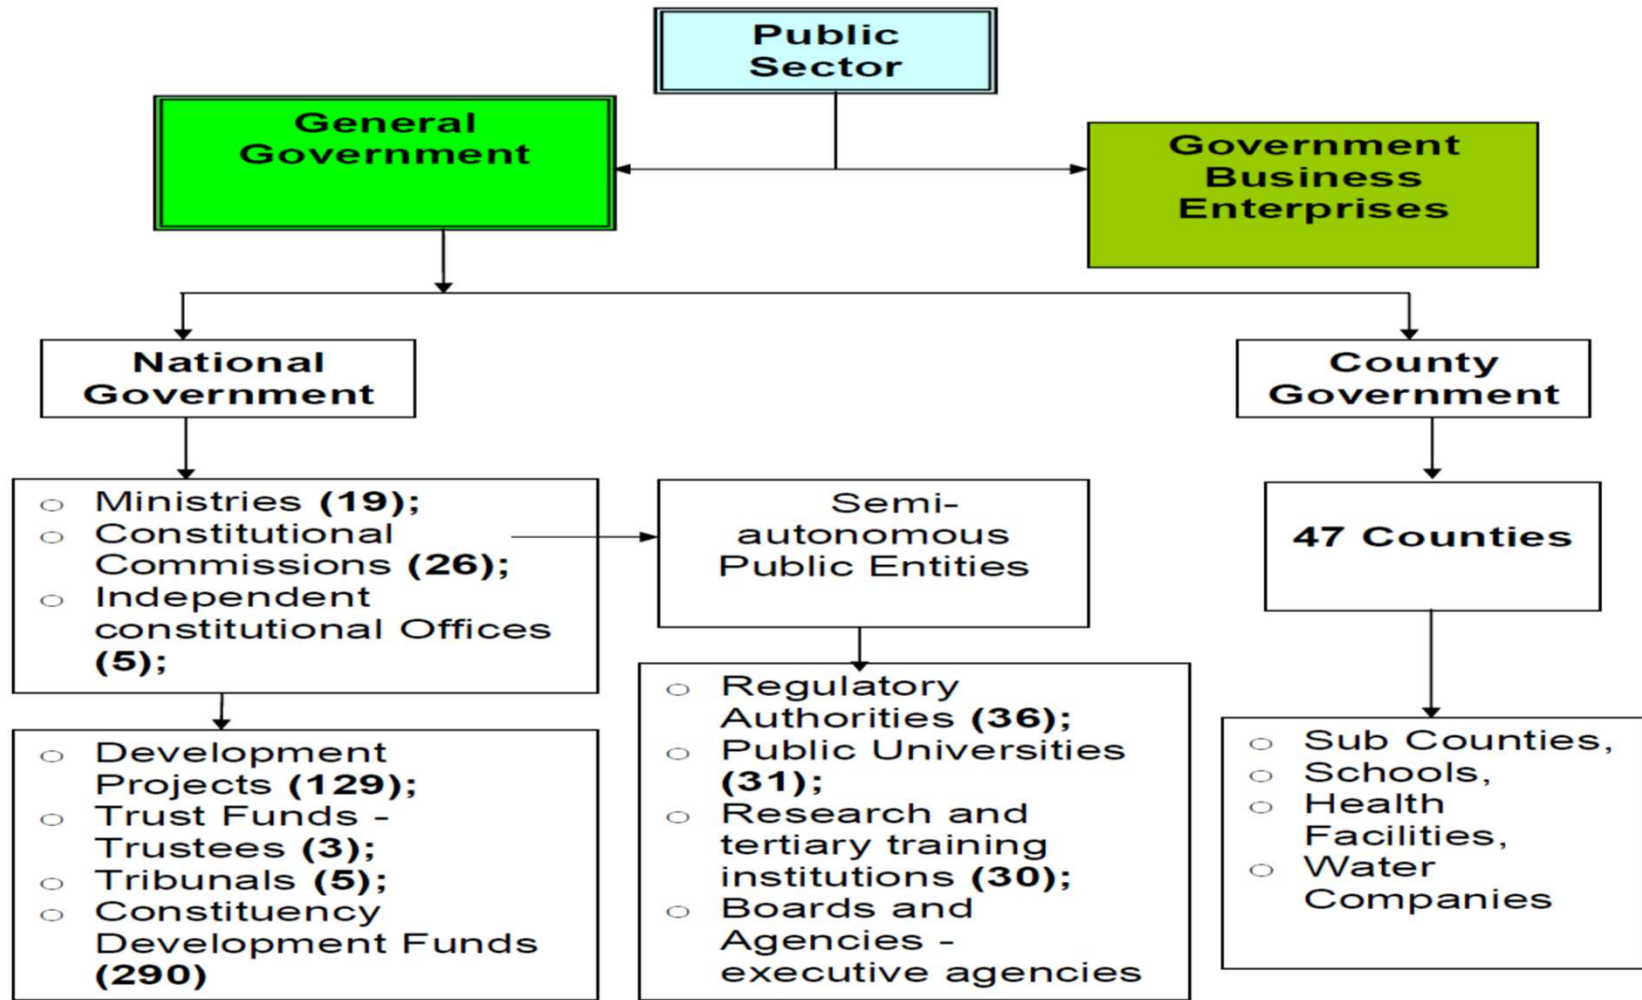 Public
Sector
General
Government
Government
Business
Enterprises
National
Government
County
Government
○ Ministries (19);
○ Constitutional
Commissions (26);
○ Independent
constitutional Offices
(5);
Semi-
autonomous
Public Entities
47 Counties
○ Development
Projects (129);
○ Trust Funds -
Trustees (3);
○ Tribunals (5);
○ Constituency
Development Funds
(290)
○ Regulatory
Authorities (36);
○ Public Universities
(31);
○ Research and
tertiary training
institutions (30);
○ Boards and
Agencies -
executive agencies
○ Sub Counties,
○ Schools,
○ Health
Facilities,
○ Water
Companies